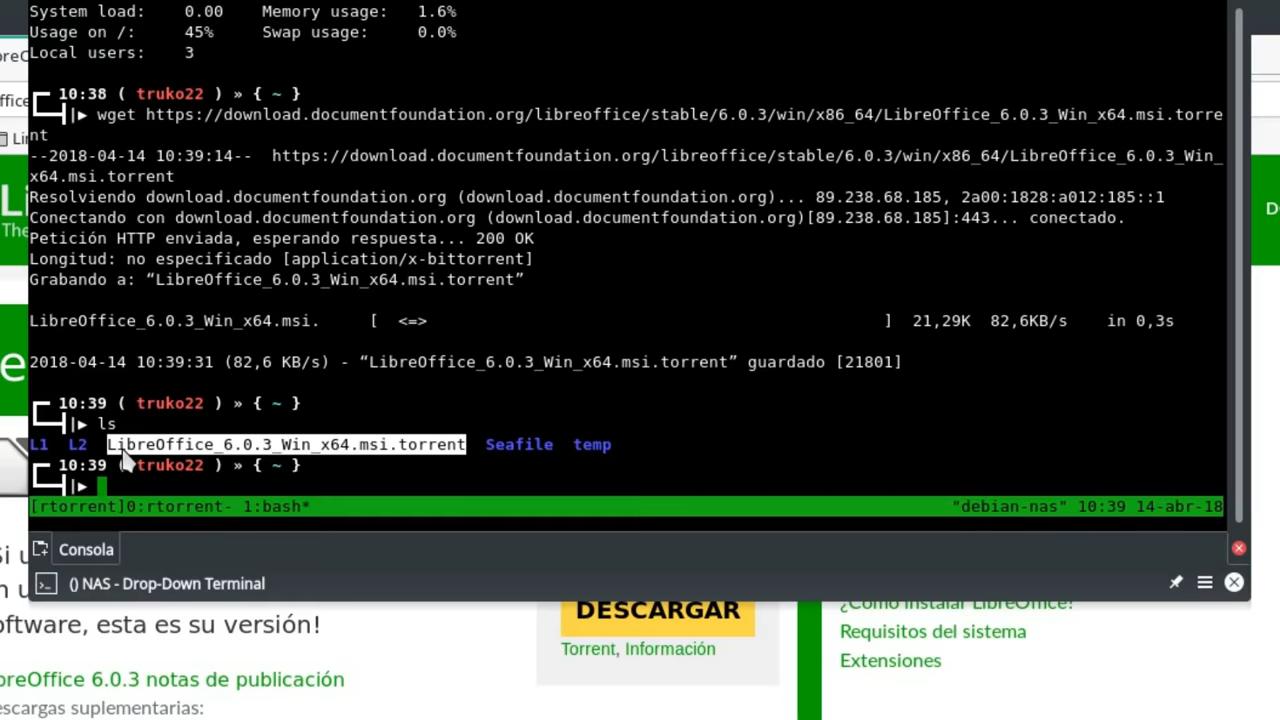 System load:    0.00    Memory usage:   1.6%
Usage on /:     45%     Swap usage:     0.0%
Local users:    3
10:38 ( truko22 ) » { ~ }
|▶ wget https://download.documentfoundation.org/libreoffice/stable/6.0.3/win/x86_64/LibreOffice_6.0.3_Win_x64.msi.torre
nt
--2018-04-14 10:39:14--  https://download.documentfoundation.org/libreoffice/stable/6.0.3/win/x86_64/LibreOffice_6.0.3_Win_
x64.msi.torrent
Resolviendo download.documentfoundation.org (download.documentfoundation.org)... 89.238.68.185, 2a00:1828:a012:185::1
Conectando con download.documentfoundation.org (download.documentfoundation.org)[89.238.68.185]:443... conectado.
Petición HTTP enviada, esperando respuesta... 200 OK
Longitud: no especificado [application/x-bittorrent]
Grabando a: “LibreOffice_6.0.3_Win_x64.msi.torrent”
LibreOffice_6.0.3_Win_x64.msi.     [  <=>                                               ]  21,29K  82,6KB/s    in 0,3s
2018-04-14 10:39:31 (82,6 KB/s) - “LibreOffice_6.0.3_Win_x64.msi.torrent” guardado [21801]
10:39 ( truko22 ) » { ~ }
|▶ ls
L1  L2  LibreOffice_6.0.3_Win_x64.msi.torrent  Seafile  temp
10:39 ( truko22 ) » { ~ }
|▶
[rtorrent]0:rtorrent- 1:bash* "debian-nas" 10:39 14-abr-18
Consola
() NAS - Drop-Down Terminal
DESCARGAR
Torrent, Información
¿Cómo instalar LibreOffice?
Requisitos del sistema
Extensiones
oftware, esta es su versión!
breOffice 6.0.3 notas de publicación
escargas suplementarias: